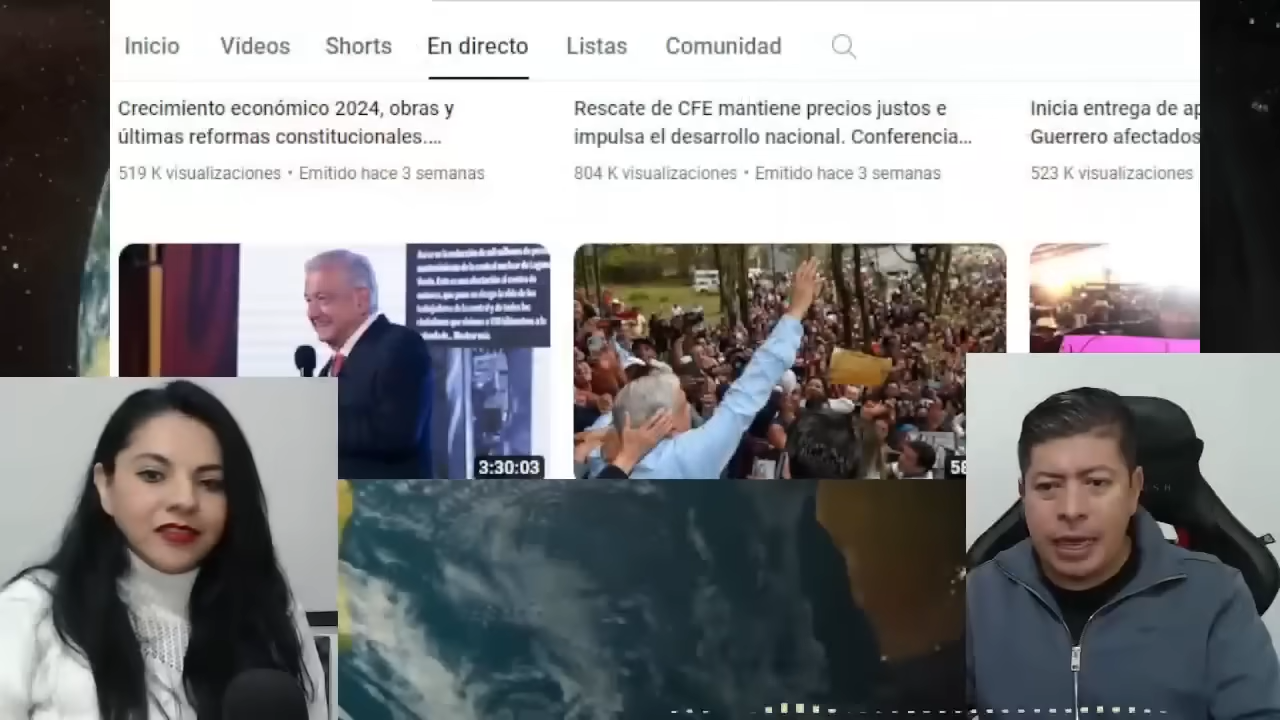 Inicio Vídeos Shorts En directo Listas Comunidad
Crecimiento económico 2024, obras y
últimas reformas constitucionales....
519 K visualizaciones • Emitido hace 3 semanas
Rescate de CFE mantiene precios justos e
impulsa el desarrollo nacional. Conferencia...
804 K visualizaciones • Emitido hace 3 semanas
Inicia entrega de ap
Guerrero afectados
523 K visualizaciones
3:30:03
58